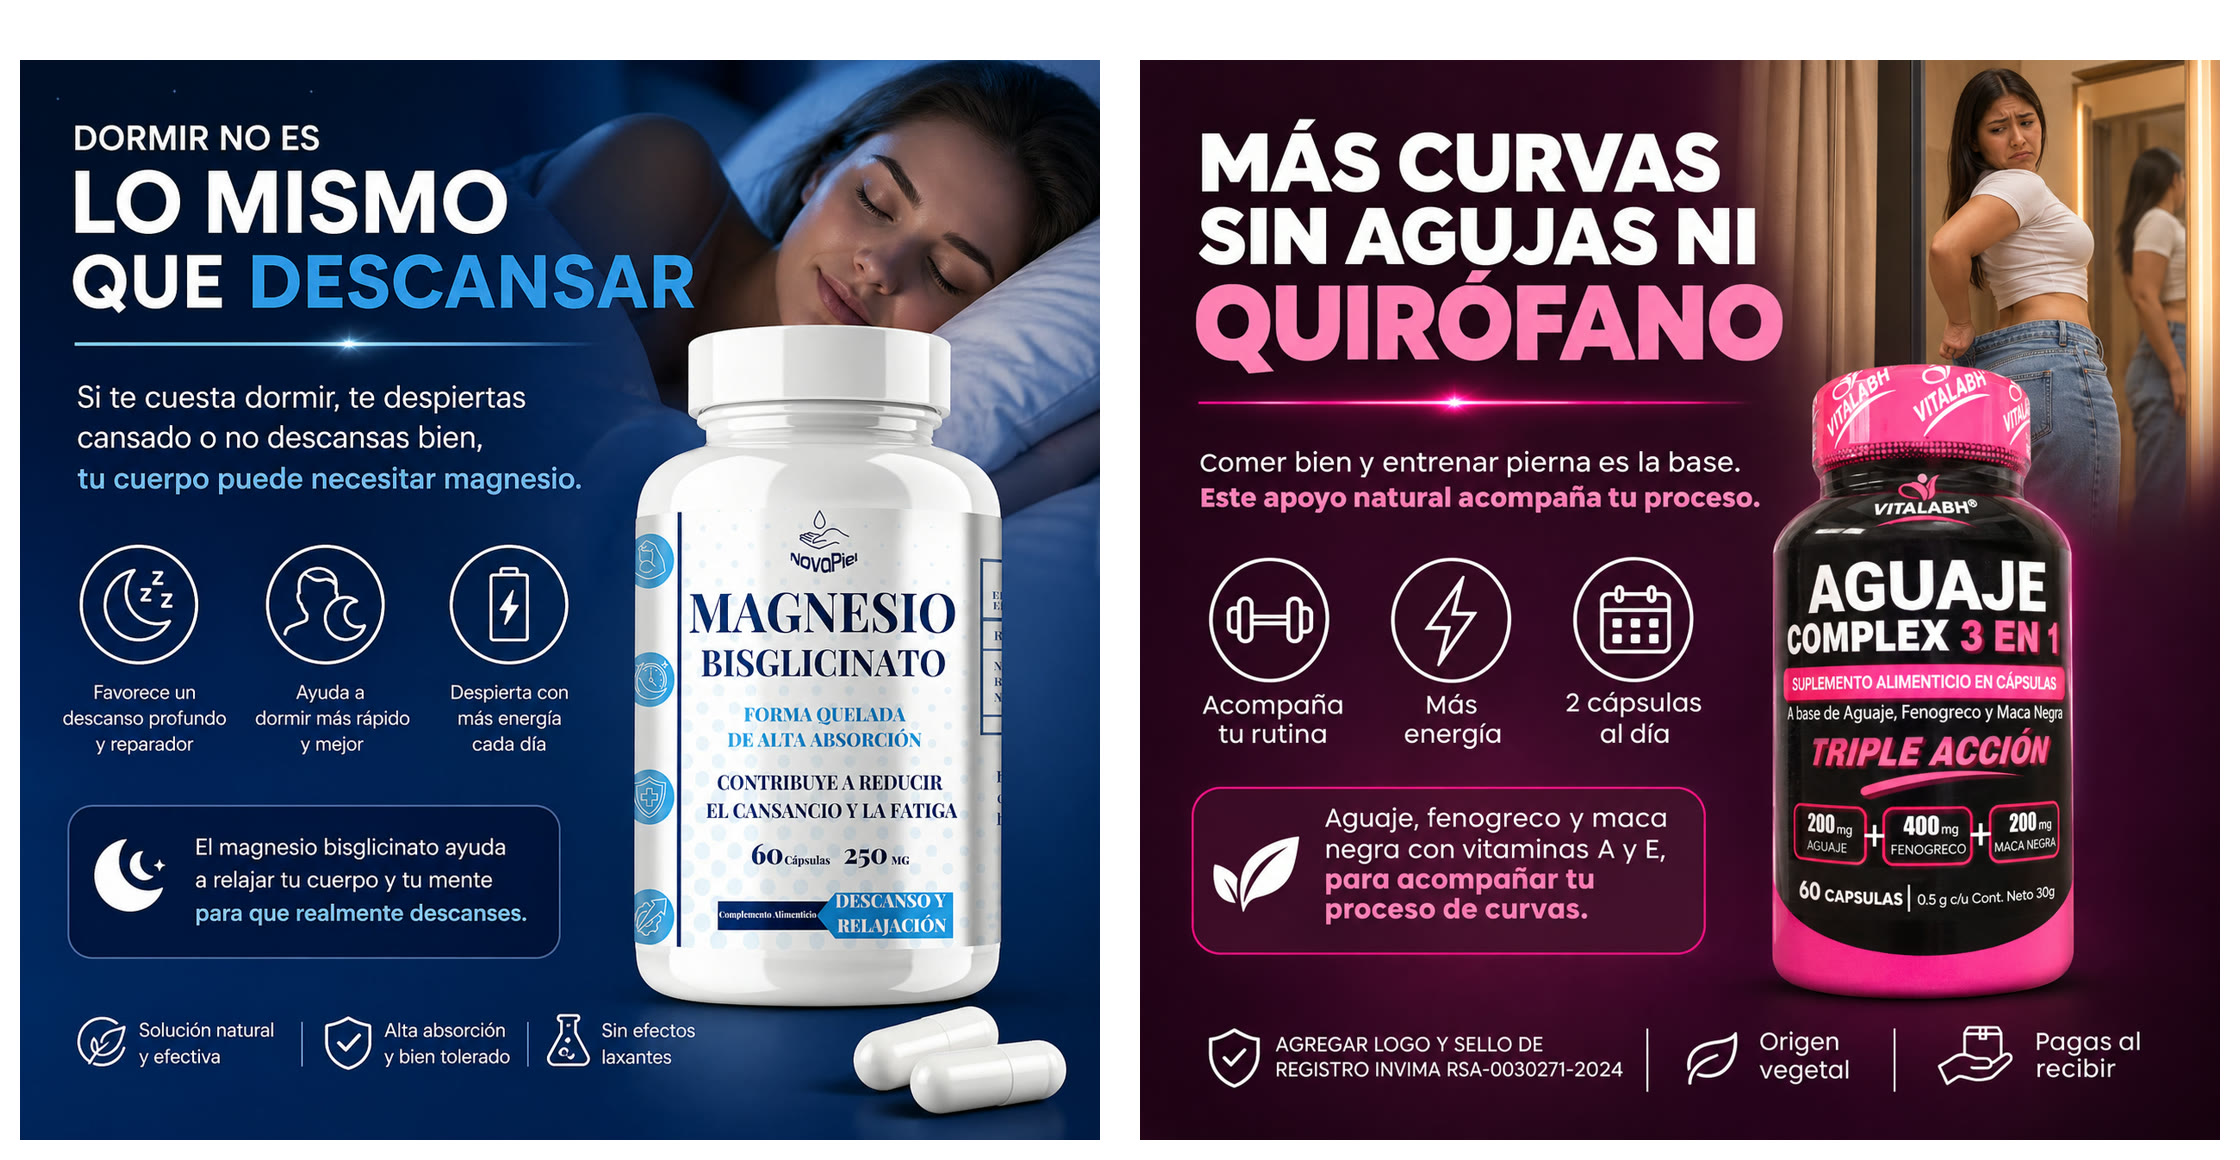 DORMIR NO ES
LO MISMO
QUE DESCANSAR
Si te cuesta dormir, te despiertas
cansado o no descansas bien,
tu cuerpo puede necesitar magnesio.
Favorece un
descanso profundo
y reparador
Ayuda a
dormir más rápido
y mejor
Despierta con
más energía
cada día
El magnesio bisglicinato ayuda
a relajar tu cuerpo y tu mente
para que realmente descanses.
Solución natural
y efectiva
Alta absorción
y bien tolerado
Sin efectos
laxantes
NovaPiel
MAGNESIO
BISGLICINATO
FORMA QUELADA
DE ALTA ABSORCIÓN
CONTRIBUYE A REDUCIR
EL CANSANCIO Y LA FATIGA
60 Cápsulas 250 MG
Complemento Alimenticio
DESCANSO Y
RELAJACIÓN
MÁS CURVAS
SIN AGUJAS NI
QUIRÓFANO
Comer bien y entrenar pierna es la base.
Este apoyo natural acompaña tu proceso.
Acompaña
tu rutina
Más
energía
2 cápsulas
al día
Aguaje, fenogreco y maca
negra con vitaminas A y E,
para acompañar tu
proceso de curvas.
AGREGAR LOGO Y SELLO DE
REGISTRO INVIMA RSA-0030271-2024
Origen
vegetal
Pagas al
recibir
VITALABH
VITALABH
VITALABH®
AGUAJE
COMPLEX 3 EN 1
SUPLEMENTO ALIMENTICIO EN CÁPSULAS
A base de Aguaje, Fenogreco y Maca Negra
TRIPLE ACCIÓN
200 mg AGUAJE + 400 mg FENOGRECO + 200 mg MACA NEGRA
60 CAPSULAS | 0.5 g c/u Cont. Neto 30g